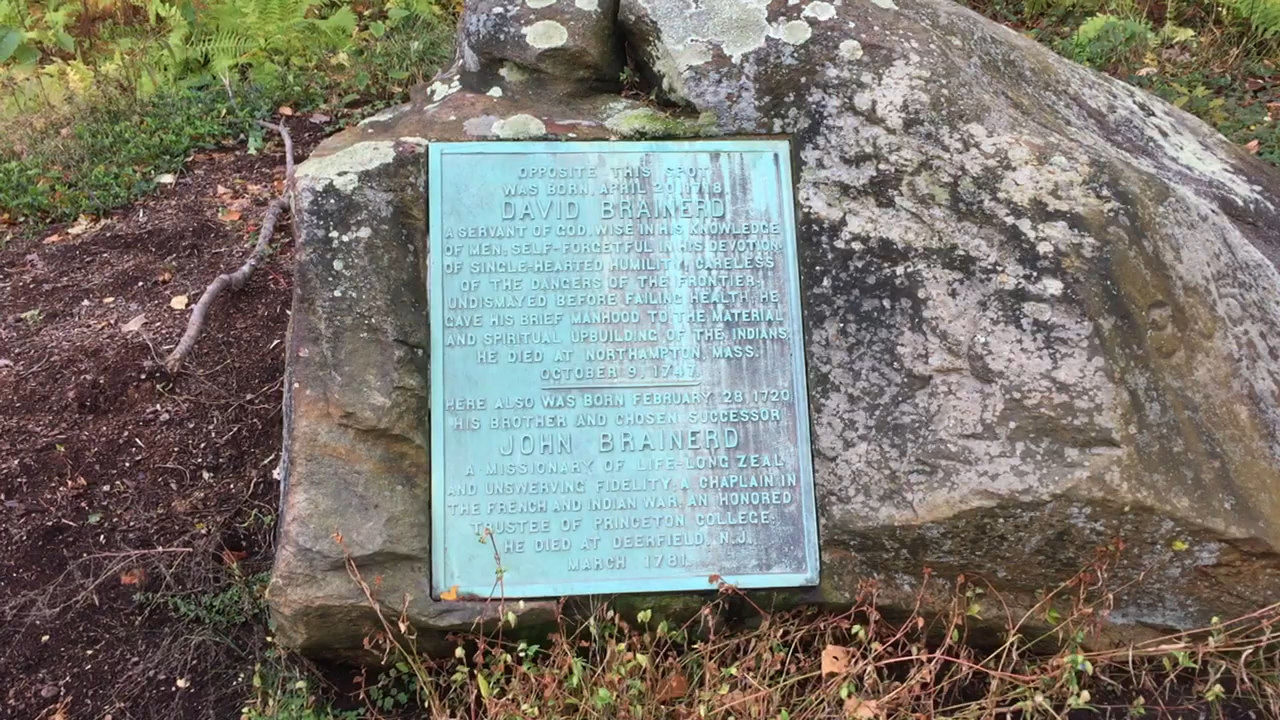 OPPOSITE THIS SPOT
WAS BORN, APRIL 20, 1718,
DAVID BRAINERD
A SERVANT OF GOD, WISE IN HIS KNOWLEDGE
OF MEN, SELF-FORGETFUL IN HIS DEVOTION,
OF SINGLE-HEARTED HUMILITY, CARELESS
OF THE DANGERS OF THE FRONTIER,
UNDISMAYED BEFORE FAILING HEALTH, HE
GAVE HIS BRIEF MANHOOD TO THE MATERIAL
AND SPIRITUAL UPBUILDING OF THE INDIANS.
HE DIED AT NORTHAMPTON, MASS.
OCTOBER 9, 1747.
HERE ALSO WAS BORN FEBRUARY 28, 1720
HIS BROTHER AND CHOSEN SUCCESSOR
JOHN BRAINERD
A MISSIONARY OF LIFE-LONG ZEAL
AND UNSWERVING FIDELITY, A CHAPLAIN IN
THE FRENCH AND INDIAN WAR, AN HONORED
TRUSTEE OF PRINCETON COLLEGE,
HE DIED AT DEERFIELD, N.J.,
MARCH 1781.